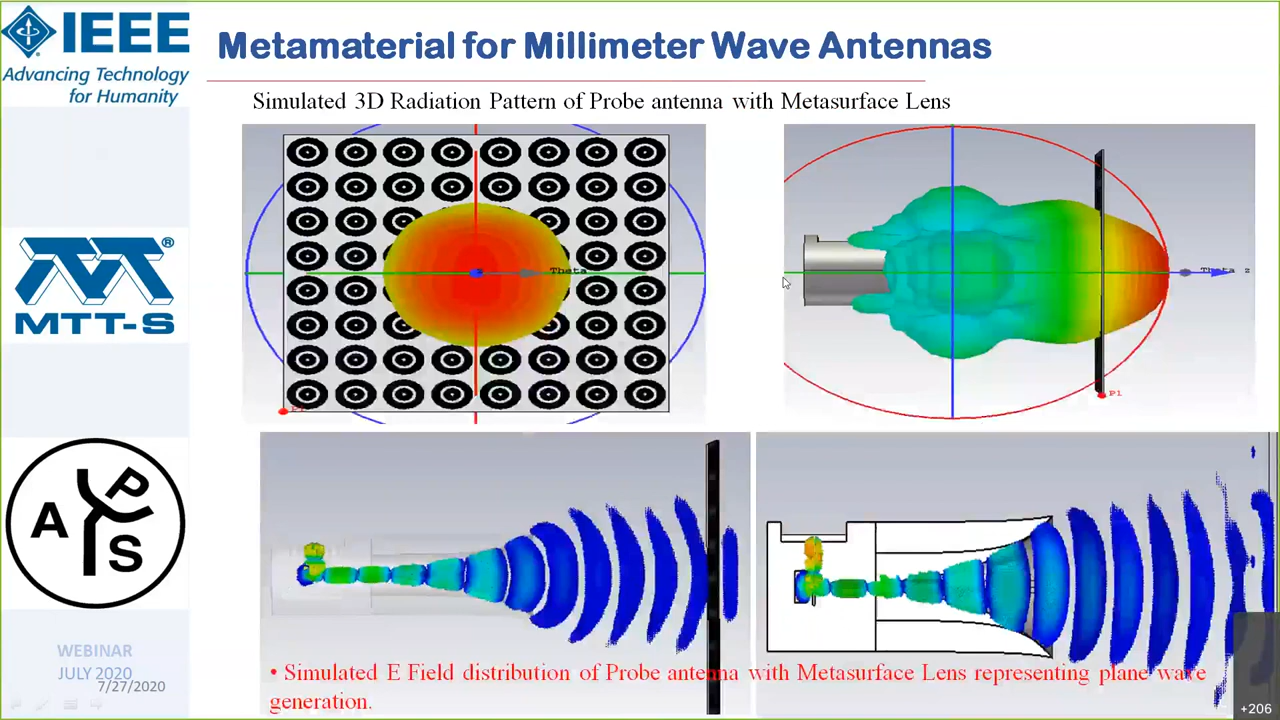 IEEE
Advancing Technology
for Humanity
Metamaterial for Millimeter Wave Antennas
Simulated 3D Radiation Pattern of Probe antenna with Metasurface Lens
Theta
Theta z
P1
MTT-S®
A P S
• Simulated E Field distribution of Probe antenna with Metasurface Lens representing plane wave
generation.
WEBINAR
JULY 2020
7/27/2020
+206